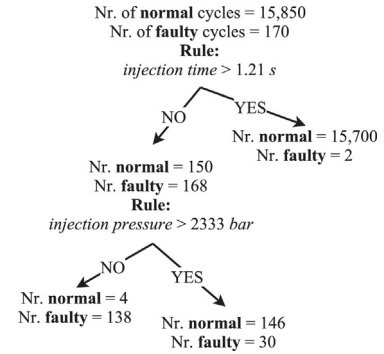 Nr. of normal cycles = 15,850
Nr. of faulty cycles = 170
Rule:
injection time > 1.21 s
NO
YES
Nr. normal = 15,700
Nr. faulty = 2
Nr. normal = 150
Nr. faulty = 168
Rule:
injection pressure > 2333 bar
NO
YES
Nr. normal = 4
Nr. faulty = 138
Nr. normal = 146
Nr. faulty = 30